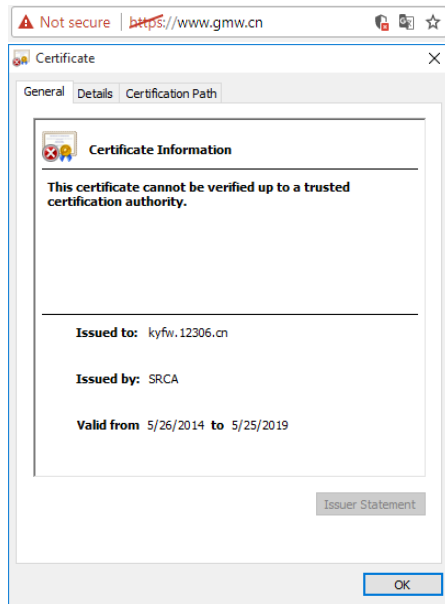 Not secure | https://www.gmw.cn
Certificate
General Details Certification Path
Certificate Information
This certificate cannot be verified up to a trusted
certification authority.
Issued to: kyfw.12306.cn
Issued by: SRCA
Valid from 5/26/2014 to 5/25/2019
Issuer Statement
OK